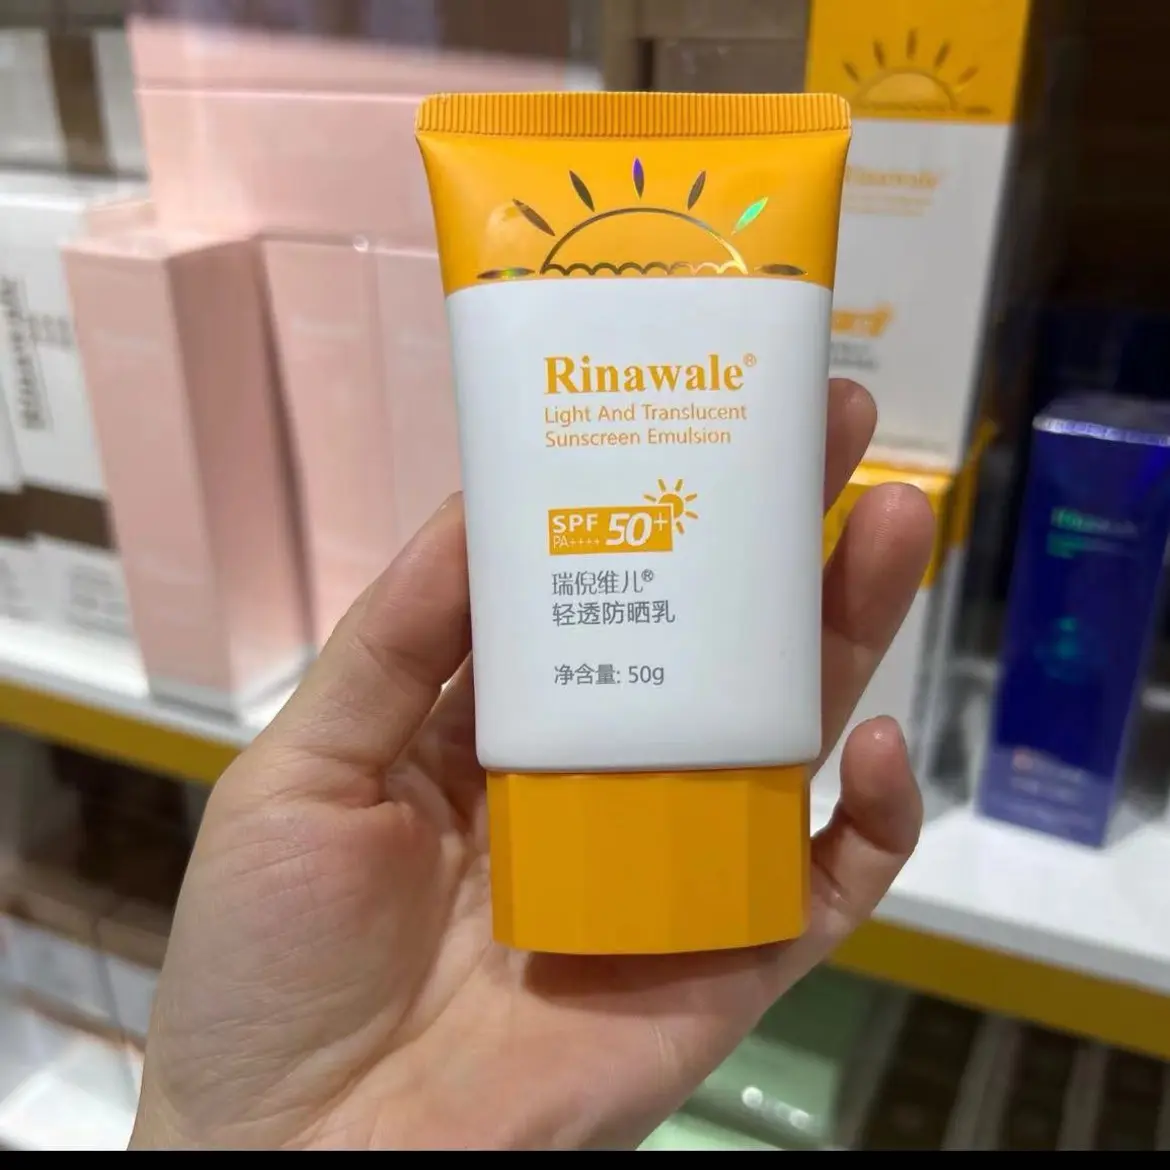 Rinawale®
Light And Translucent
Sunscreen Emulsion
SPF 50+
PA++++
瑞倪维儿®
轻透防晒乳
净含量: 50g
Rinawale